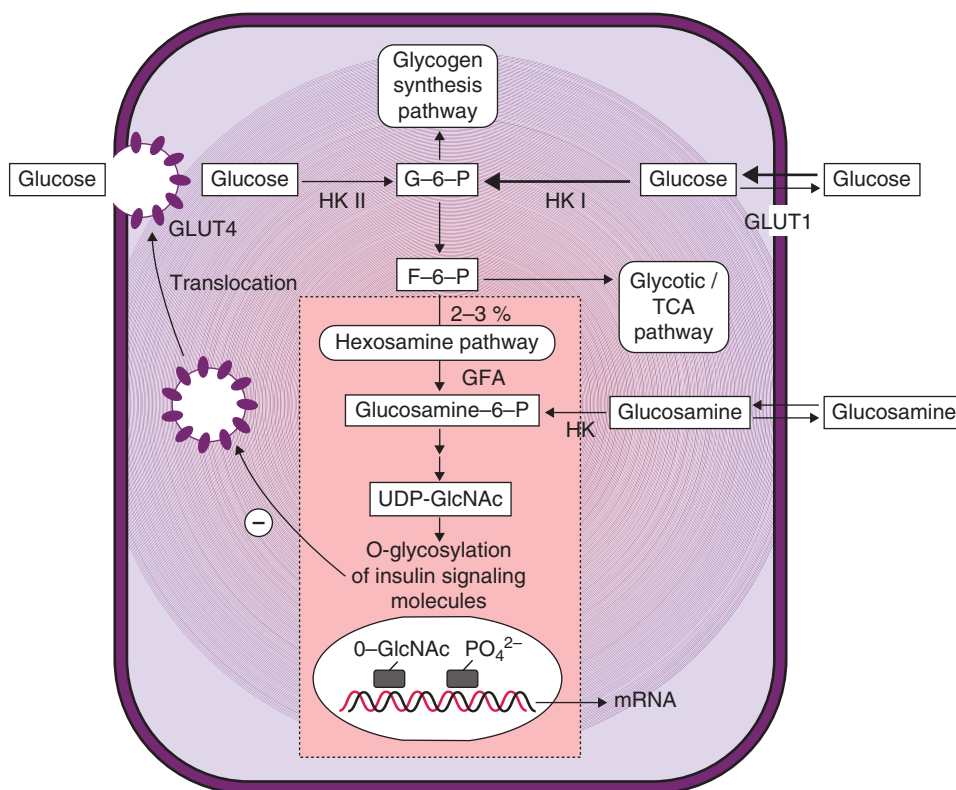 Glycogen
synthesis
pathway
Glucose
Glucose
HK II
G–6–P
HK I
Glucose
Glucose
GLUT4
GLUT1
Translocation
F–6–P
Glycotic /
TCA
pathway
2–3 %
Hexosamine pathway
GFA
Glucosamine–6–P
HK
Glucosamine
Glucosamine
UDP-GlcNAc
–
O-glycosylation
of insulin signaling
molecules
0–GlcNAc PO₄²⁻
mRNA